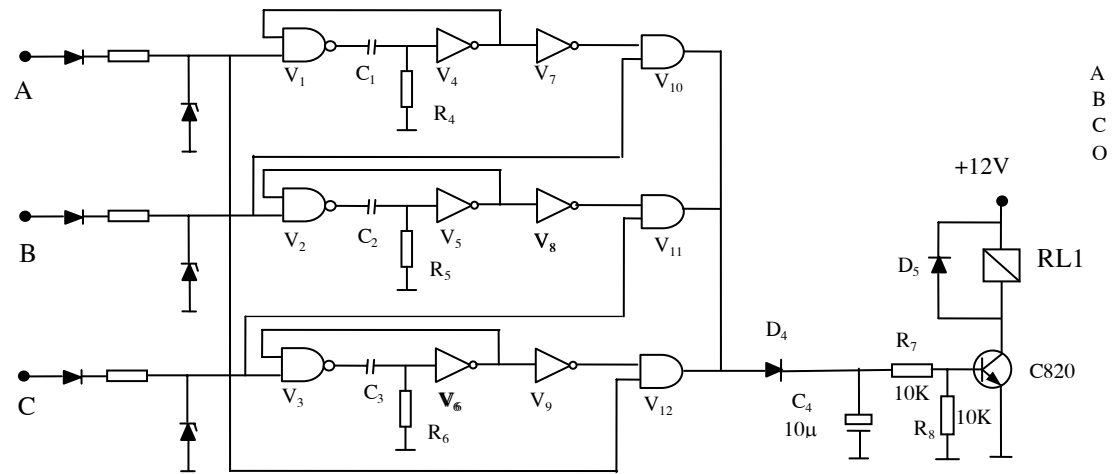 A
V₁
C₁
V₄
V₇
V₁₀
R₄
A
B
C
O
+12V
B
V₂
C₂
V₅
V₈
V₁₁
R₅
D₅
RL1
D₄
R₇
C
V₃
C₃
V₆
V₉
V₁₂
C₄
10K
C820
R₆
10µ
R₈
10K